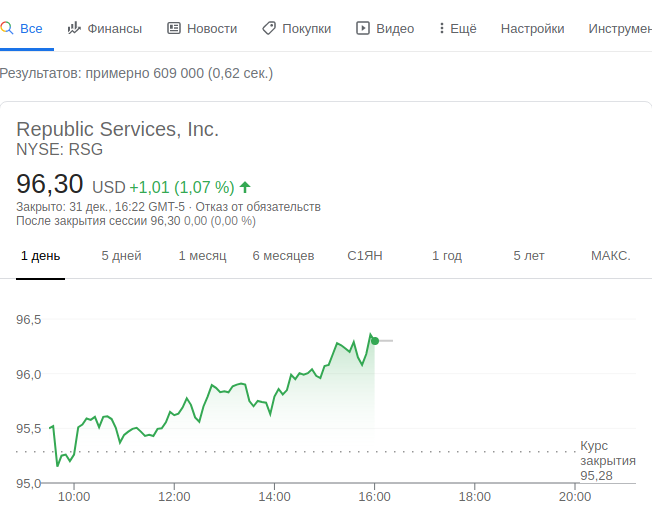 Все Финансы Новости Покупки Видео Ещё Настройки Инструмен
Результатов: примерно 609 000 (0,62 сек.)
Republic Services, Inc.
NYSE: RSG
96,30 USD +1,01 (1,07 %)
Закрыто: 31 дек., 16:22 GMT-5 · Отказ от обязательств
После закрытия сессии 96,30 0,00 (0,00 %)
1 день 5 дней 1 месяц 6 месяцев С1ЯН 1 год 5 лет МАКС.
96,5
96,0
95,5
Курс
закрытия
95,28
95,0
10:00 12:00 14:00 16:00 18:00 20:00